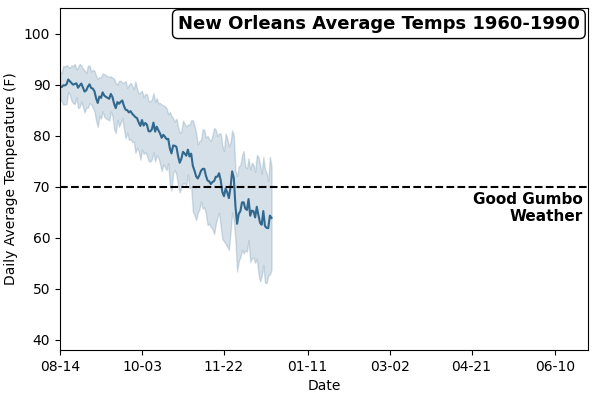 New Orleans Average Temps 1960-1990
Daily Average Temperature (F)
100
90
80
70
60
50
40
Good Gumbo
Weather
08-14
10-03
11-22
01-11
03-02
04-21
06-10
Date